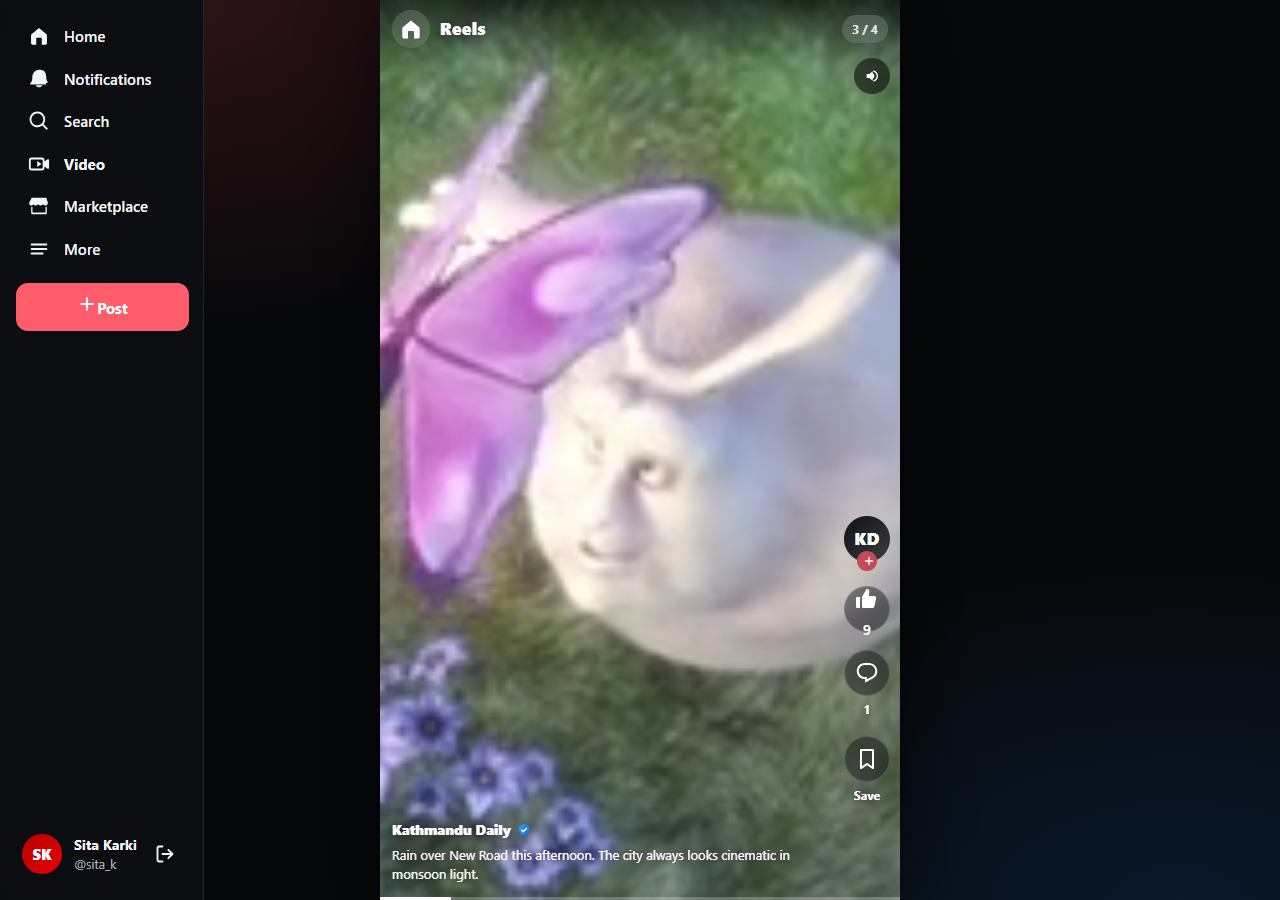 Home
Notifications
Search
Video
Marketplace
More
+ Post
SK
Sita Karki
@sita_k
Reels
3 / 4
KD
+
9
1
Save
Kathmandu Daily
Rain over New Road this afternoon. The city always looks cinematic in
monsoon light.